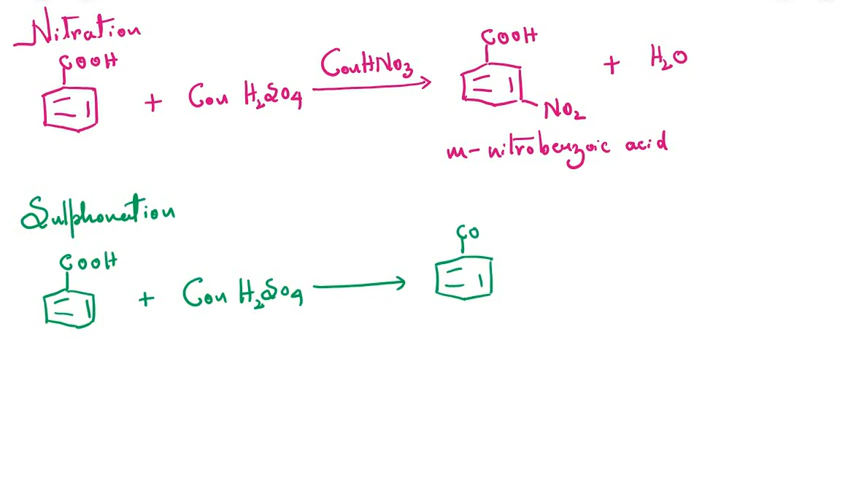 Nitration
COOH
+ Con H2SO4 Con HNO3 COOH + H2O
NO2
m-nitrobenzoic acid
Sulphonation
COOH
+ Con H2SO4 CO